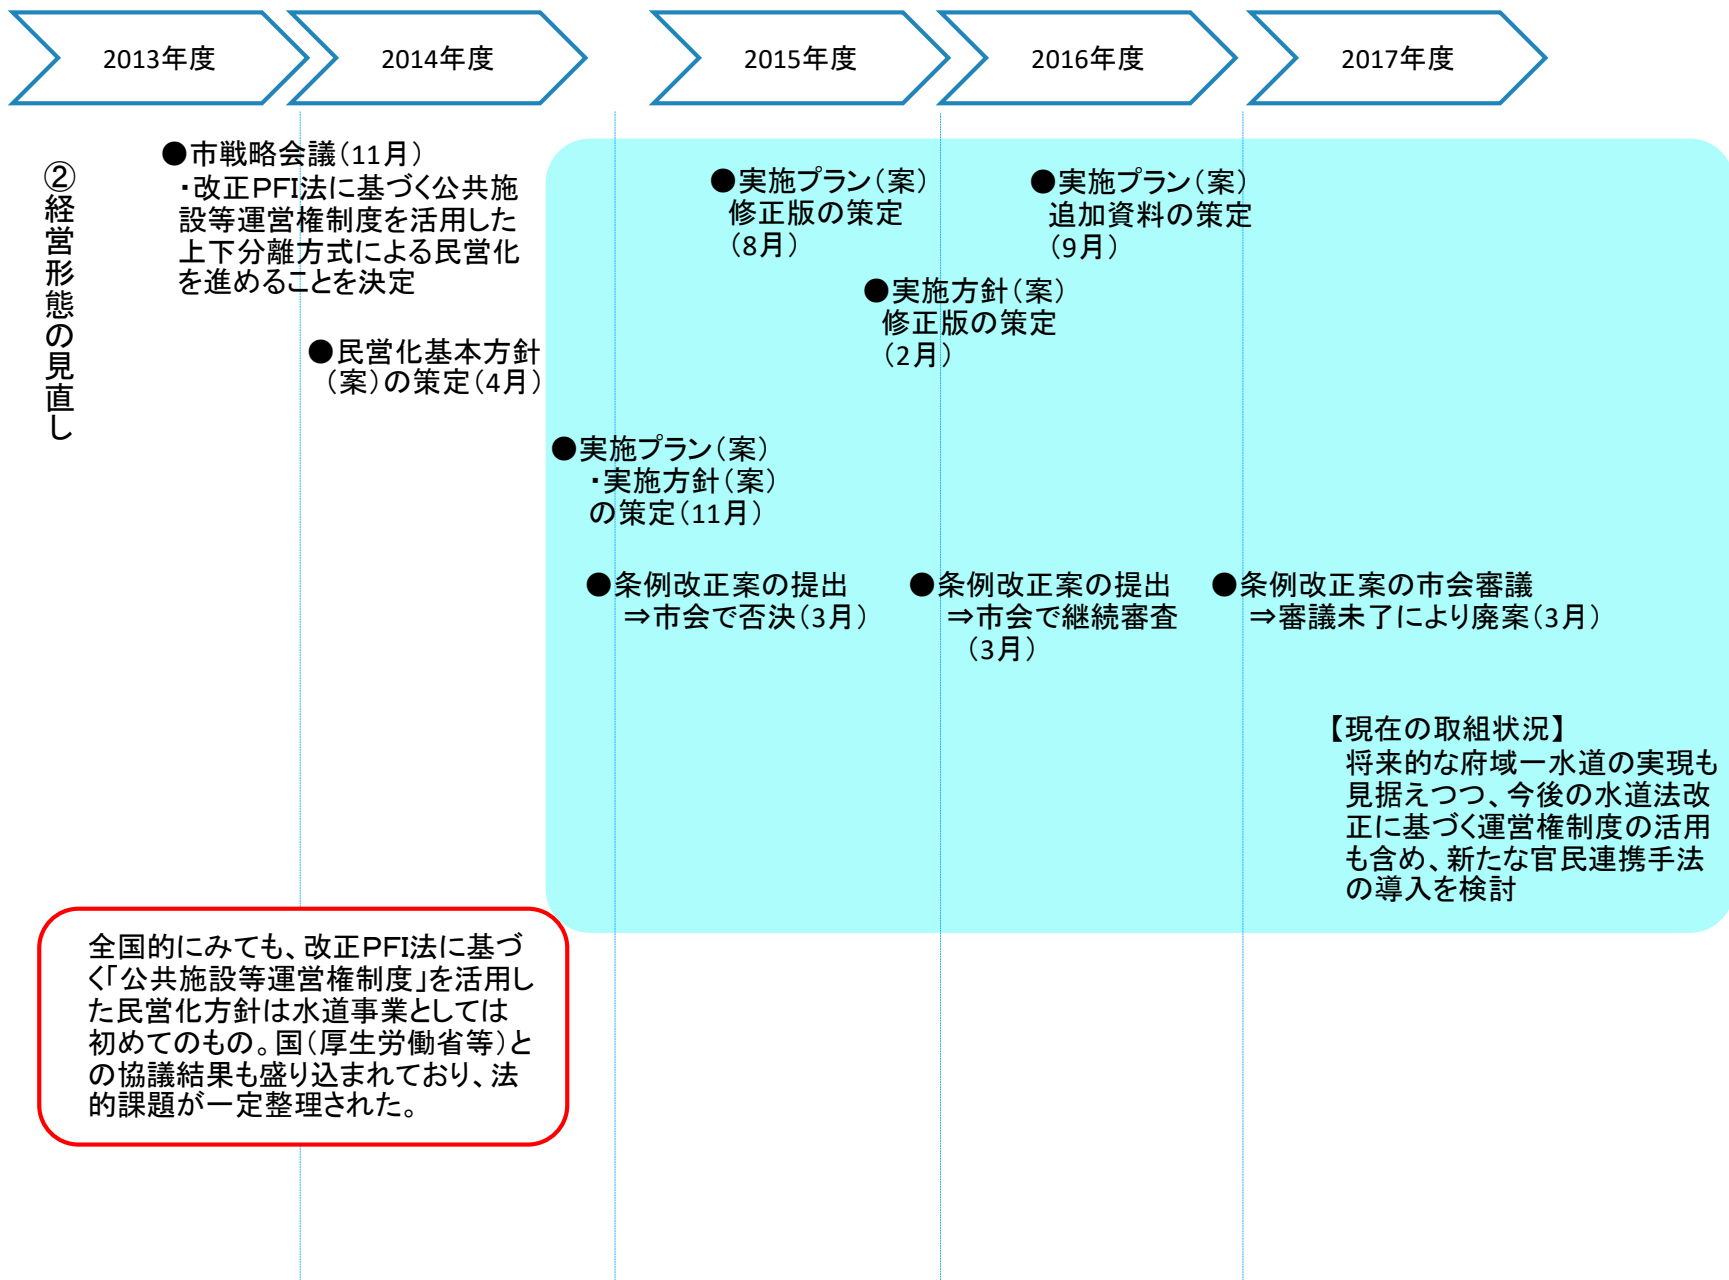 2013年度
2014年度
2015年度
2016年度
2017年度
②経営形態の見直し
●市戦略会議(11月)
・改正PFI法に基づく公共施
設等運営権制度を活用した
上下分離方式による民営化
を進めることを決定
●民営化基本方針
(案)の策定(4月)
●実施プラン(案)
・実施方針(案)
の策定(11月)
●条例改正案の提出
⇒市会で否決(3月)
●実施プラン(案)
修正版の策定
(8月)
●実施方針(案)
修正版の策定
(2月)
●条例改正案の提出
⇒市会で継続審査
(3月)
●実施プラン(案)
追加資料の策定
(9月)
●条例改正案の市会審議
⇒審議未了により廃案(3月)
【現在の取組状況】
将来的な府域一水道の実現も
見据えつつ、今後の水道法改
正に基づく運営権制度の活用
も含め、新たな官民連携手法
の導入を検討
全国的にみても、改正PFI法に基づ
く「公共施設等運営権制度」を活用し
た民営化方針は水道事業としては
初めてのもの。国(厚生労働省等)と
の協議結果も盛り込まれており、法
的課題が一定整理された。